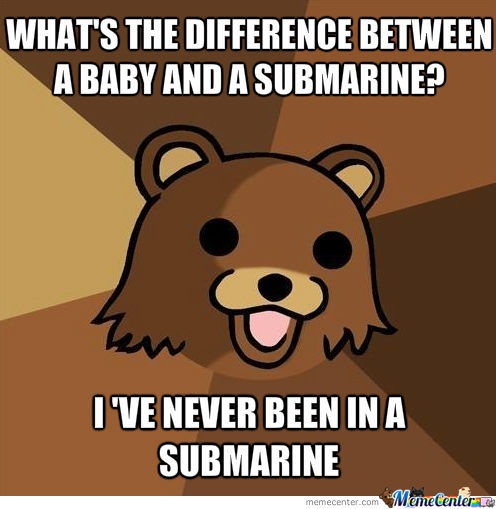 WHAT'S THE DIFFERENCE BETWEEN
A BABY AND A SUBMARINE?
I 'VE NEVER BEEN IN A
SUBMARINE
memecenter.com MemeCenter